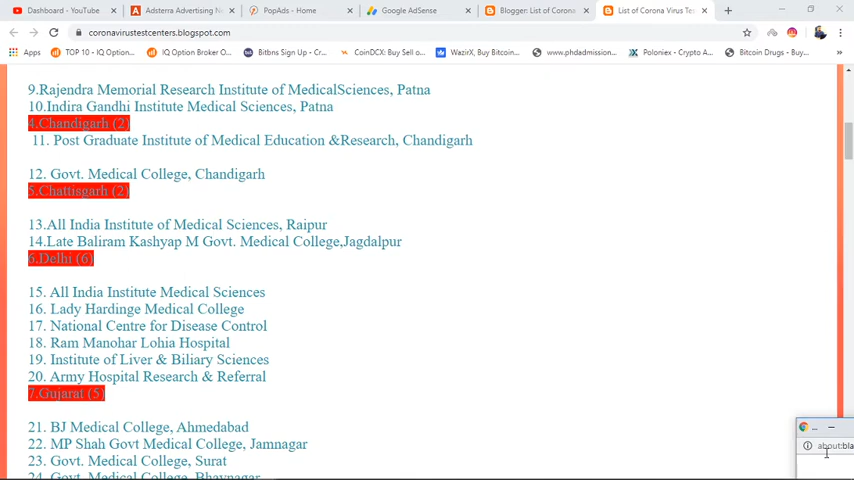 Dashboard - YouTube
Adsterra Advertising Ne
PopAds - Home
Google AdSense
Blogger: List of Corona
List of Corona Virus Te
coronavirustestcenters.blogspot.com
Apps
TOP 10 - IQ Option...
IQ Option Broker O...
Bitbns Sign Up - Cr...
CoinDCX: Buy Sell o...
WazirX, Buy Bitcoin...
www.phdadmission...
Poloniex - Crypto A...
Bitcoin Drugs - Buy...
9.Rajendra Memorial Research Institute of MedicalSciences, Patna
10.Indira Gandhi Institute Medical Sciences, Patna
4.Chandigarh (2)
11. Post Graduate Institute of Medical Education &Research, Chandigarh
12. Govt. Medical College, Chandigarh
5.Chattisgarh (2)
13.All India Institute of Medical Sciences, Raipur
14.Late Baliram Kashyap M Govt. Medical College,Jagdalpur
6.Delhi (6)
15. All India Institute Medical Sciences
16. Lady Hardinge Medical College
17. National Centre for Disease Control
18. Ram Manohar Lohia Hospital
19. Institute of Liver & Biliary Sciences
20. Army Hospital Research & Referral
7.Gujarat (5)
21. BJ Medical College, Ahmedabad
...
22. MP Shah Govt Medical College, Jamnagar
about:bla
23. Govt. Medical College, Surat
24. Govt. Medical College, Bhavnagar